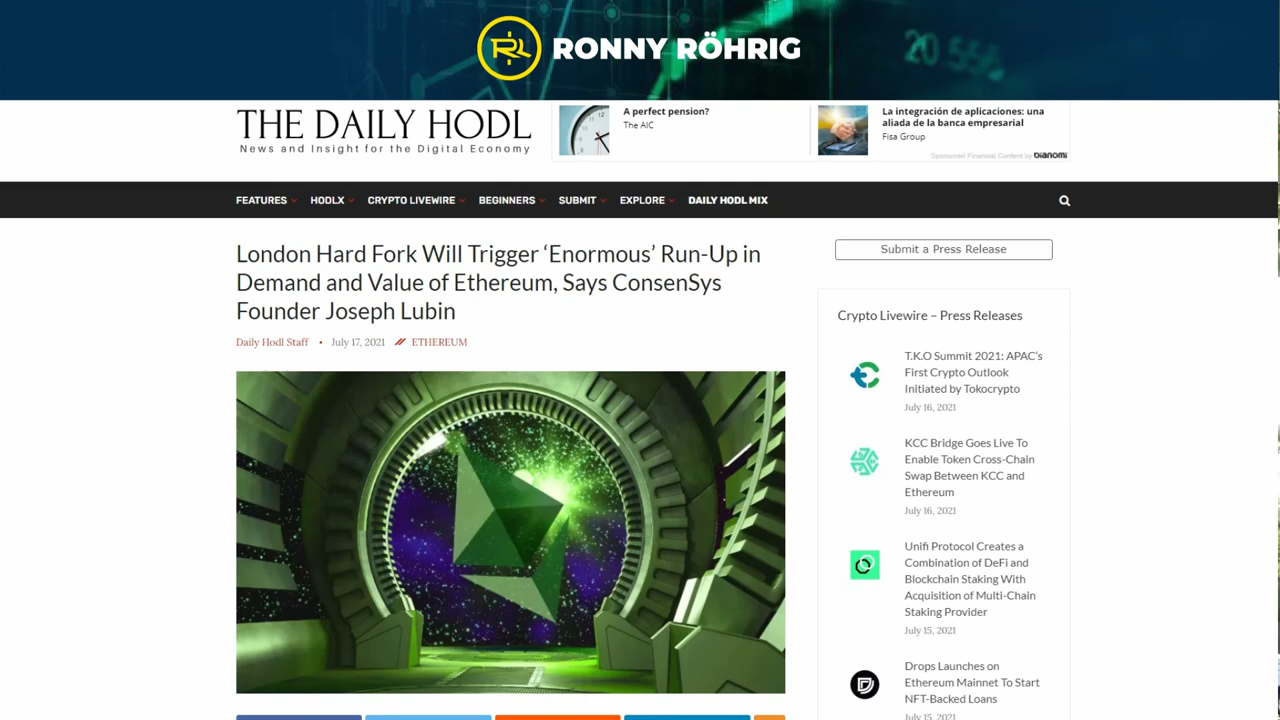 RONNY RÖHRIG
20 556
THE DAILY HODL
News and Insight for the Digital Economy
A perfect pension?
The AIC
La integración de aplicaciones: una
aliada de la banca empresarial
Fisa Group
Sponsored Financial Content by DIANOMI
FEATURES
HODLX
CRYPTO LIVEWIRE
BEGINNERS
SUBMIT
EXPLORE
DAILY HODL MIX
London Hard Fork Will Trigger ‘Enormous’ Run-Up in
Demand and Value of Ethereum, Says ConsenSys
Founder Joseph Lubin
Daily Hodl Staff • July 17, 2021 // ETHEREUM
Submit a Press Release
Crypto Livewire – Press Releases
T.K.O Summit 2021: APAC’s
First Crypto Outlook
Initiated by Tokocrypto
July 16, 2021
KCC Bridge Goes Live To
Enable Token Cross-Chain
Swap Between KCC and
Ethereum
July 16, 2021
Unifi Protocol Creates a
Combination of DeFi and
Blockchain Staking With
Acquisition of Multi-Chain
Staking Provider
July 15, 2021
Drops Launches on
Ethereum Mainnet To Start
NFT-Backed Loans
July 15, 2021